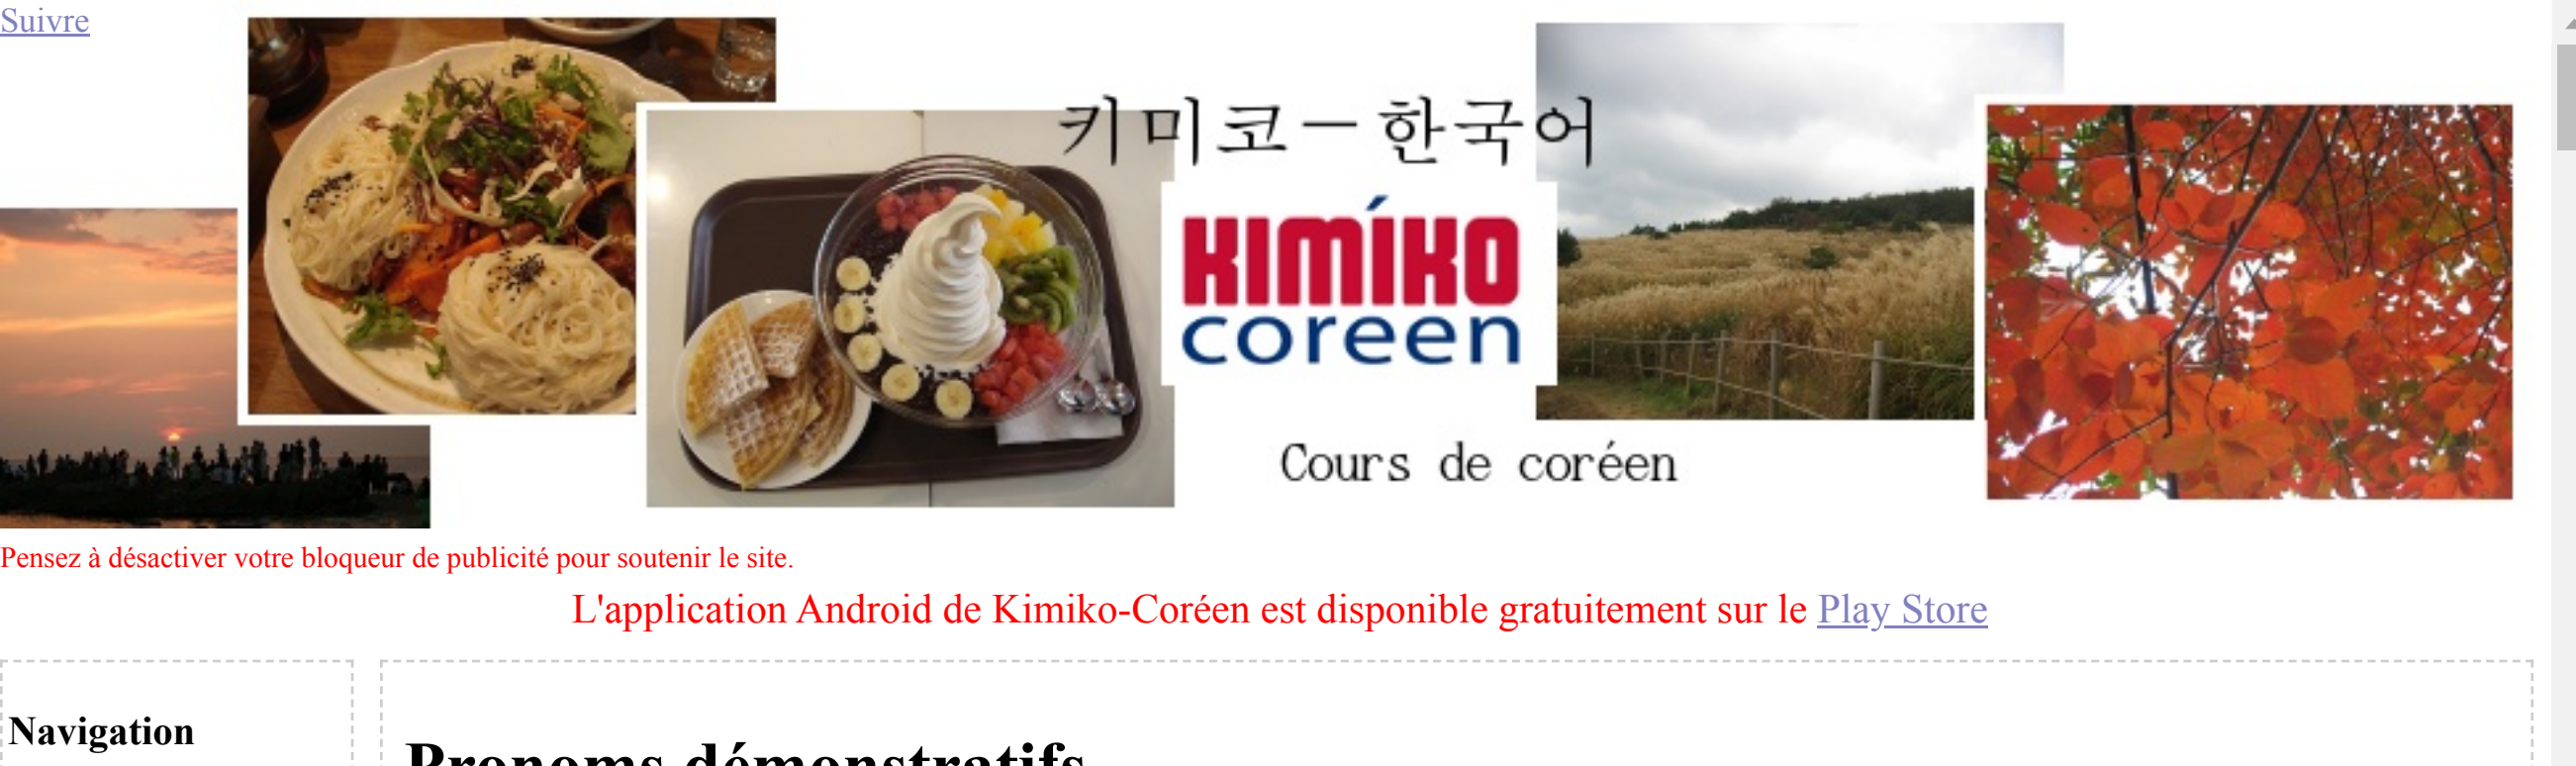 Suivre
키미코-한국어
KIMIKO
coreen
Cours de coréen
Pensez à désactiver votre bloqueur de publicité pour soutenir le site.
L'application Android de Kimiko-Coréen est disponible gratuitement sur le Play Store
Navigation
Pronoms démonstratifs